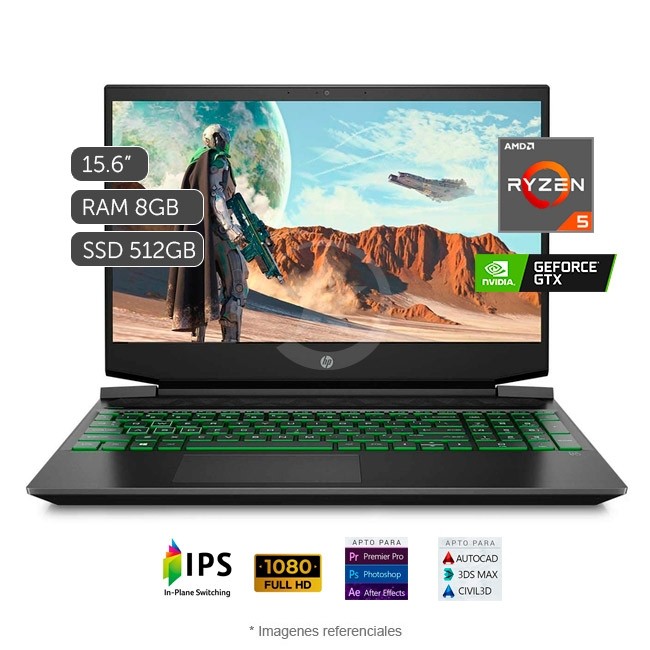 15.6”
RAM 8GB
SSD 512GB
AMD
RYZEN
5
NVIDIA.
GEFORCE
GTX
hp
IPS
In-Plane Switching
1080
FULL HD
APTO PARA
Pr Premier Pro
Ps Photoshop
Ae After Effects
APTO PARA
AUTOCAD
3DS MAX
CIVIL3D
* Imagenes referenciales